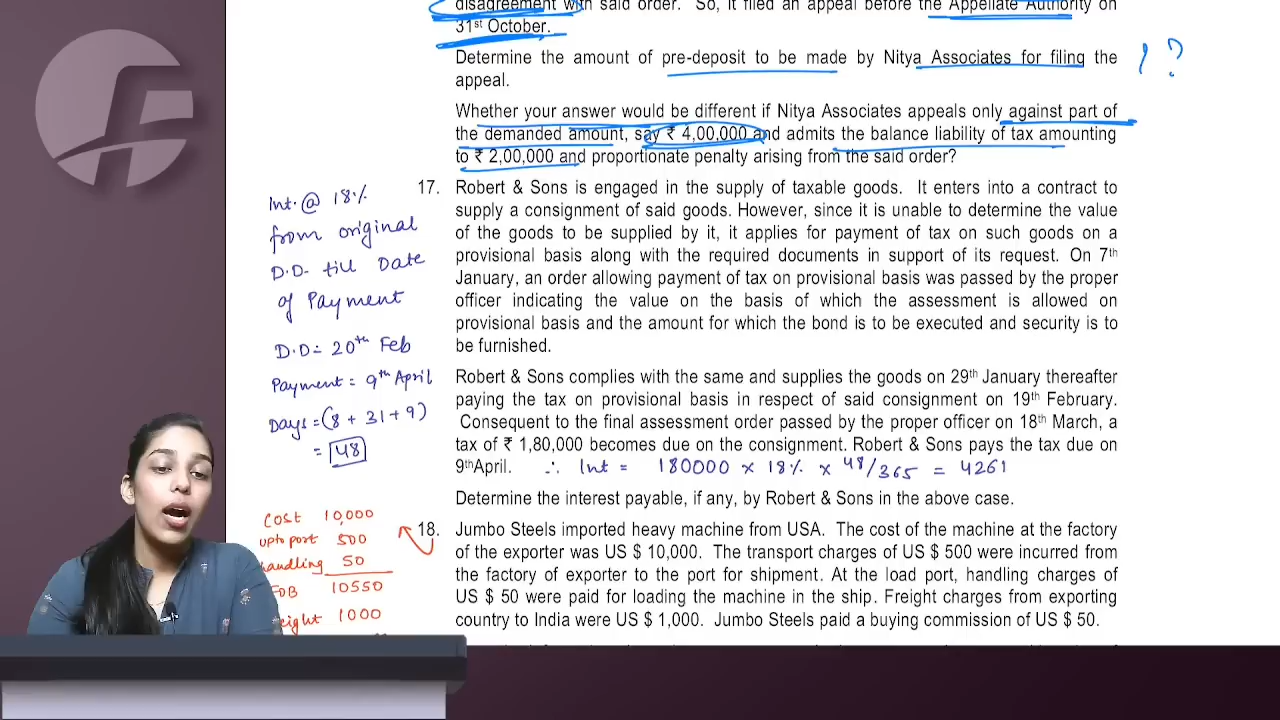 disagreement with said order. So, it filed an appeal before the Appellate Authority on
31st October.
Determine the amount of pre-deposit to be made by Nitya Associates for filing the
appeal.
?
Whether your answer would be different if Nitya Associates appeals only against part of
the demanded amount, say ₹ 4,00,000 and admits the balance liability of tax amounting
to ₹ 2,00,000 and proportionate penalty arising from the said order?
17. Robert & Sons is engaged in the supply of taxable goods. It enters into a contract to
supply a consignment of said goods. However, since it is unable to determine the value
of the goods to be supplied by it, it applies for payment of tax on such goods on a
provisional basis along with the required documents in support of its request. On 7th
January, an order allowing payment of tax on provisional basis was passed by the proper
officer indicating the value on the basis of which the assessment is allowed on
provisional basis and the amount for which the bond is to be executed and security is to
be furnished.
Robert & Sons complies with the same and supplies the goods on 29th January thereafter
paying the tax on provisional basis in respect of said consignment on 19th February.
Consequent to the final assessment order passed by the proper officer on 18th March, a
tax of ₹ 1,80,000 becomes due on the consignment. Robert & Sons pays the tax due on
9thApril. ∴ Int = 180000 × 18% × 48/365 = 4261
Determine the interest payable, if any, by Robert & Sons in the above case.
Int. @ 18%
from original
D.D. till Date
of Payment
D.D = 20th Feb
Payment = 9th April
Days = (8 + 31 + 9)
= 48
18. Jumbo Steels imported heavy machine from USA. The cost of the machine at the factory
of the exporter was US $ 10,000. The transport charges of US $ 500 were incurred from
the factory of exporter to the port for shipment. At the load port, handling charges of
US $ 50 were paid for loading the machine in the ship. Freight charges from exporting
country to India were US $ 1,000. Jumbo Steels paid a buying commission of US $ 50.
Cost 10,000
upto port 500
handling 50
FOB 10550
eight 1000